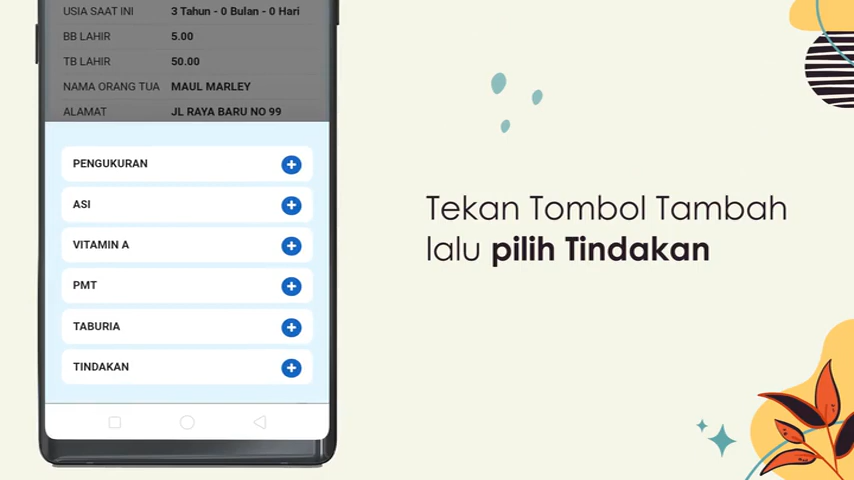 USIA SAAT INI 3 Tahun - 0 Bulan - 0 Hari
BB LAHIR 5.00
TB LAHIR 50.00
NAMA ORANG TUA MAUL MARLEY
ALAMAT JL RAYA BARU NO 99
PENGUKURAN
ASI
VITAMIN A
PMT
TABURIA
TINDAKAN
Tekan Tombol Tambah
lalu pilih Tindakan